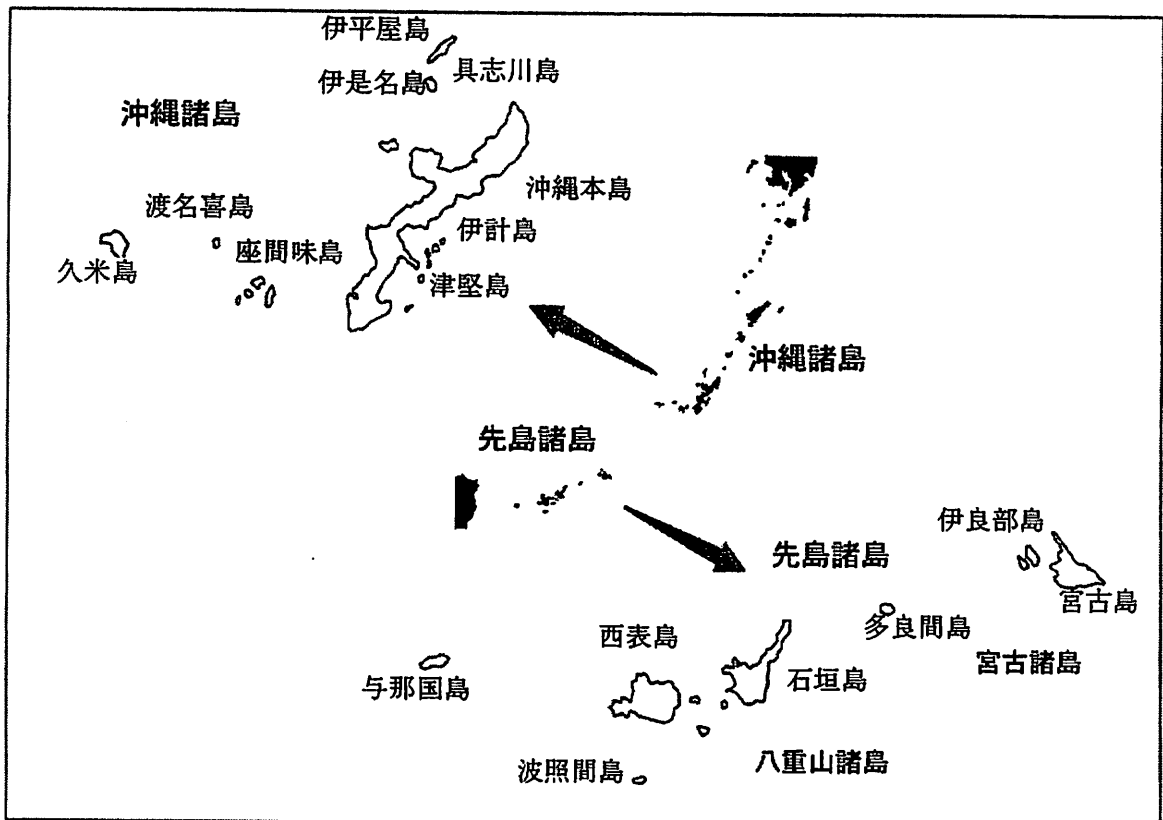 伊平屋島
伊是名島
具志川島
沖縄諸島
沖縄本島
渡名喜島
久米島
座間味島
伊計島
津堅島
沖縄諸島
先島諸島
先島諸島
伊良部島
宮古島
多良間島
宮古諸島
西表島
石垣島
与那国島
八重山諸島
波照間島